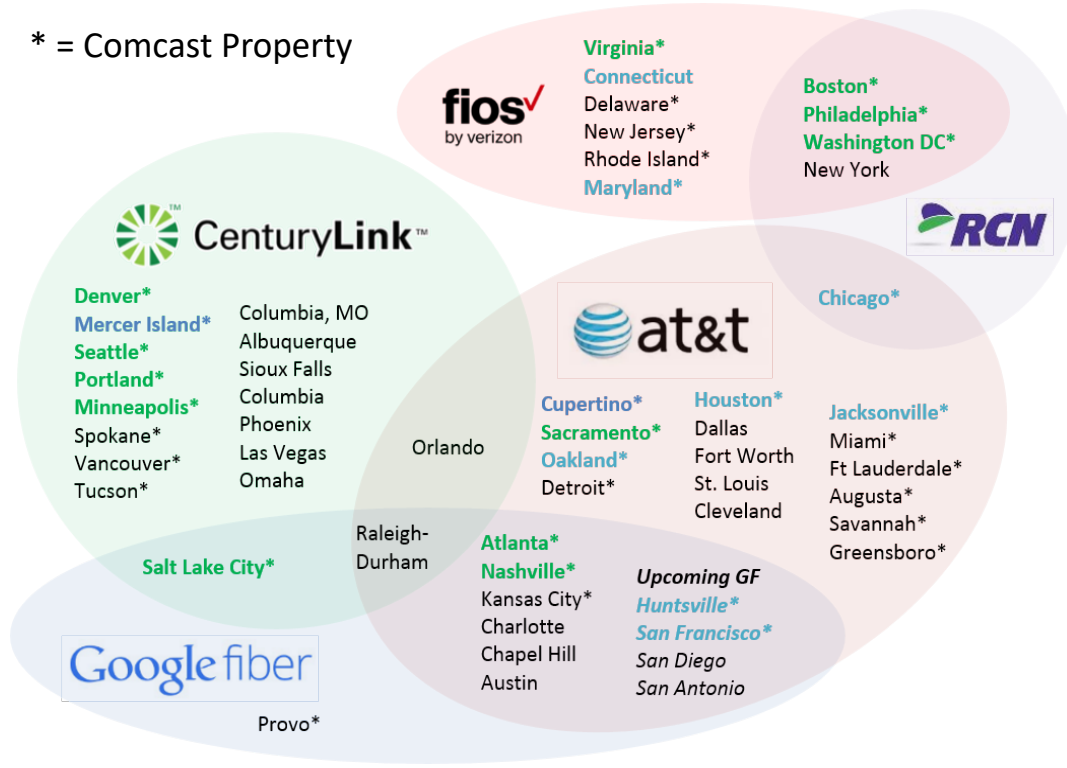 * = Comcast Property
fios✓
by verizon
Virginia*
Connecticut
Delaware*
New Jersey*
Rhode Island*
Maryland*
Boston*
Philadelphia*
Washington DC*
New York
RCN
CenturyLink™
Denver*
Mercer Island*
Seattle*
Portland*
Minneapolis*
Spokane*
Vancouver*
Tucson*
Columbia, MO
Albuquerque
Sioux Falls
Columbia
Phoenix
Las Vegas
Omaha
Orlando
at&t
Chicago*
Cupertino*
Sacramento*
Oakland*
Detroit*
Houston*
Dallas
Fort Worth
St. Louis
Cleveland
Jacksonville*
Miami*
Ft Lauderdale*
Augusta*
Savannah*
Greensboro*
Raleigh-
Durham
Salt Lake City*
Atlanta*
Nashville*
Kansas City*
Charlotte
Chapel Hill
Austin
Upcoming GF
Huntsville*
San Francisco*
San Diego
San Antonio
Google fiber
Provo*